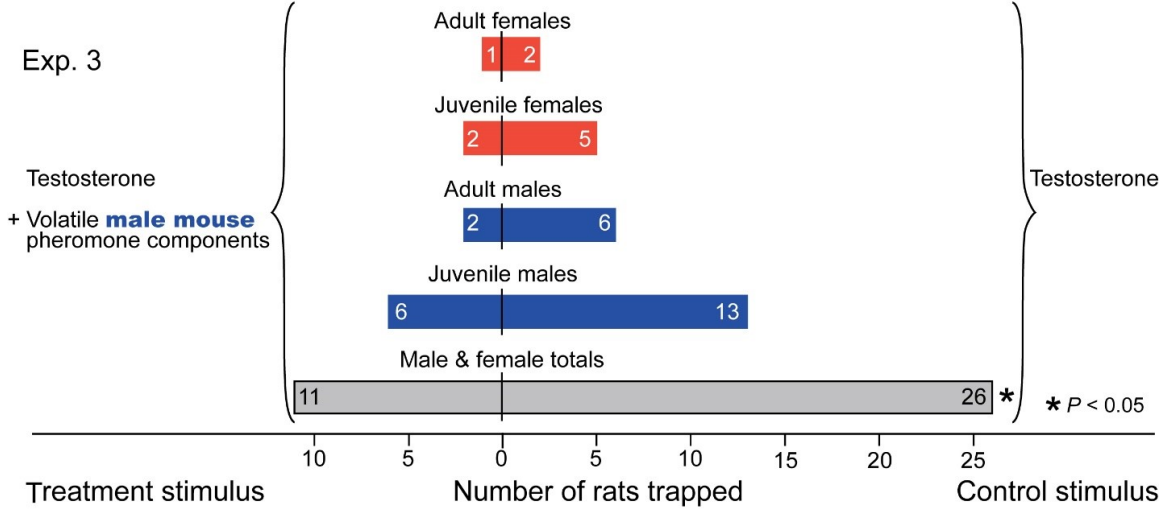 Adult females
Exp. 3
1 2
Juvenile females
2 5
Testosterone
Adult males
Testosterone
+ Volatile male mouse
pheromone components
2 6
Juvenile males
6 13
Male & female totals
11 26 *
* P < 0.05
10 5 0 5 10 15 20 25
Treatment stimulus Number of rats trapped Control stimulus